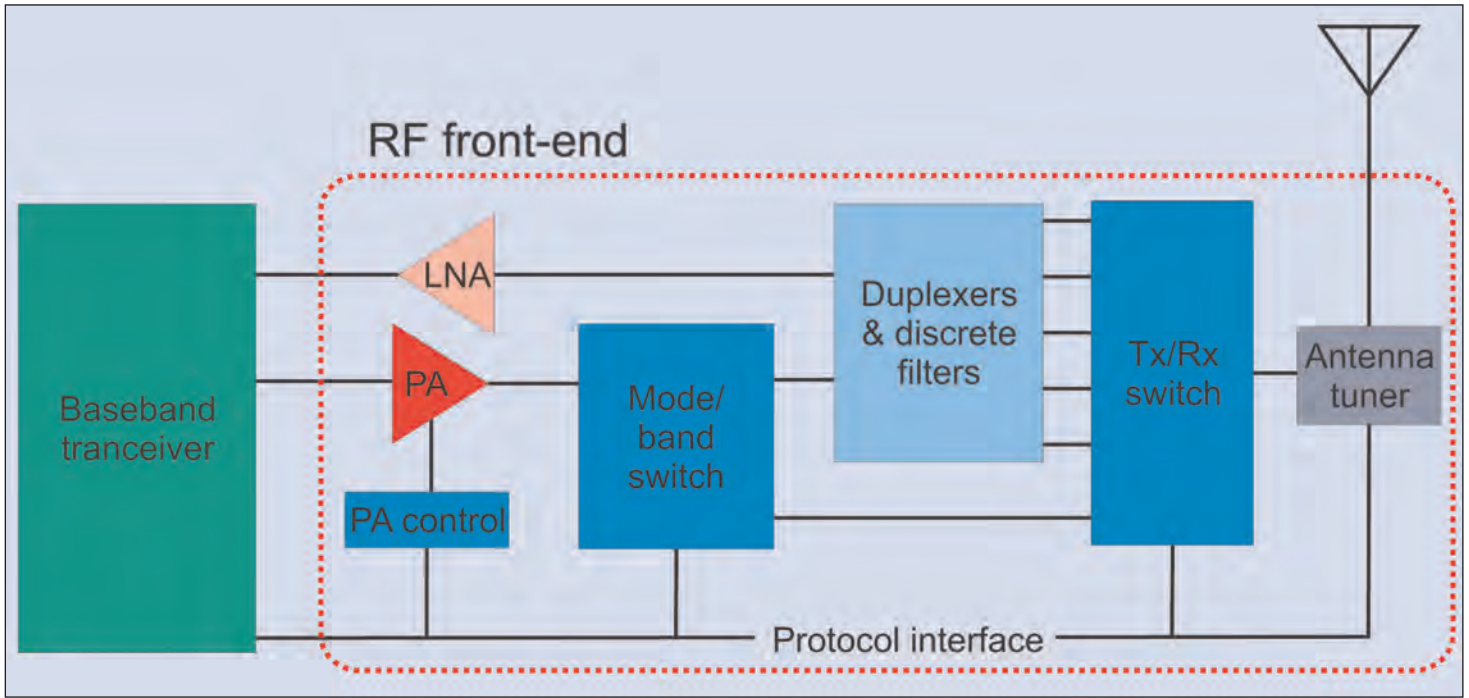 RF front-end
LNA
PA
PA control
Baseband
tranceiver
Mode/
band
switch
Duplexers
& discrete
filters
Tx/Rx
switch
Antenna
tuner
Protocol interface